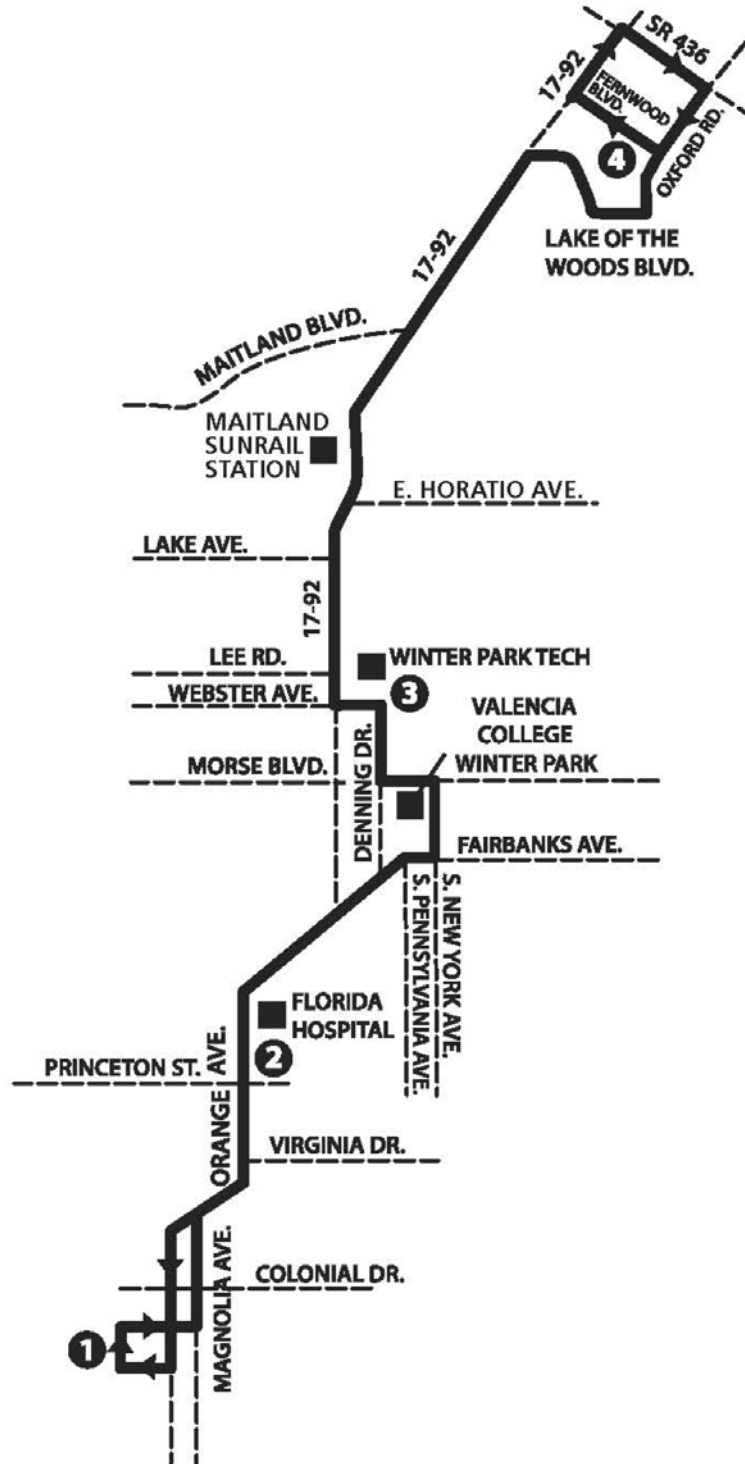 SR 436
17-92
FERNWOOD
BLVD.
OXFORD RD.
4
LAKE OF THE
WOODS BLVD.
17-92
MAITLAND BLVD.
MAITLAND
SUNRAIL
STATION
E. HORATIO AVE.
LAKE AVE.
17-92
LEE RD.
WINTER PARK TECH
WEBSTER AVE.
3
VALENCIA
COLLEGE
WINTER PARK
MORSE BLVD.
DENNING DR.
FAIRBANKS AVE.
S. PENNSYLVANIA AVE.
S. NEW YORK AVE.
FLORIDA
HOSPITAL
2
PRINCETON ST.
ORANGE AVE.
VIRGINIA DR.
MAGNOLIA AVE.
COLONIAL DR.
1